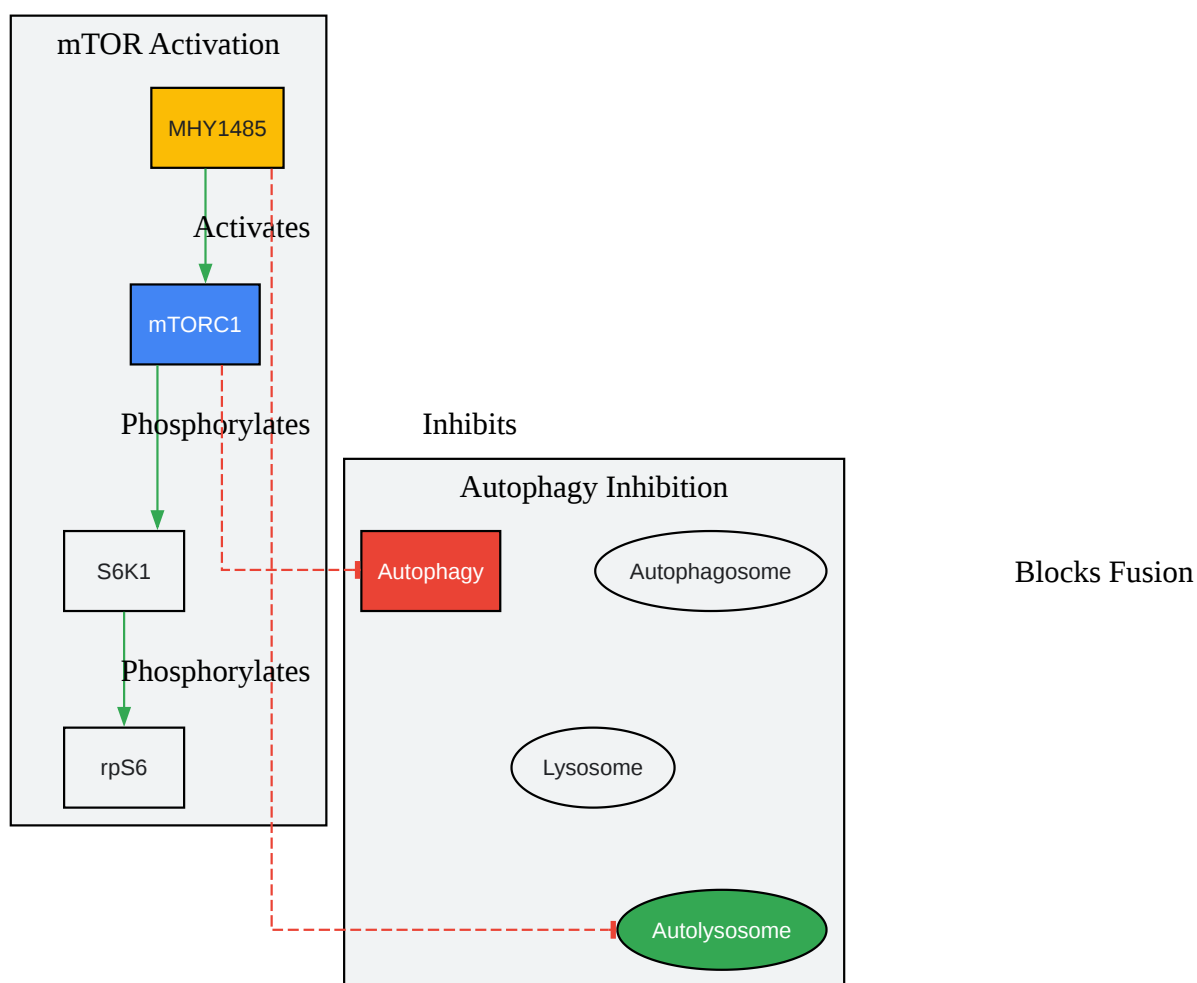 mTOR Activation
MHY1485
Activates
mTORC1
Phosphorylates
Inhibits
Autophagy Inhibition
S6K1
Autophagy
Autophagosome
Blocks Fusion
Phosphorylates
rpS6
Lysosome
Autolysosome